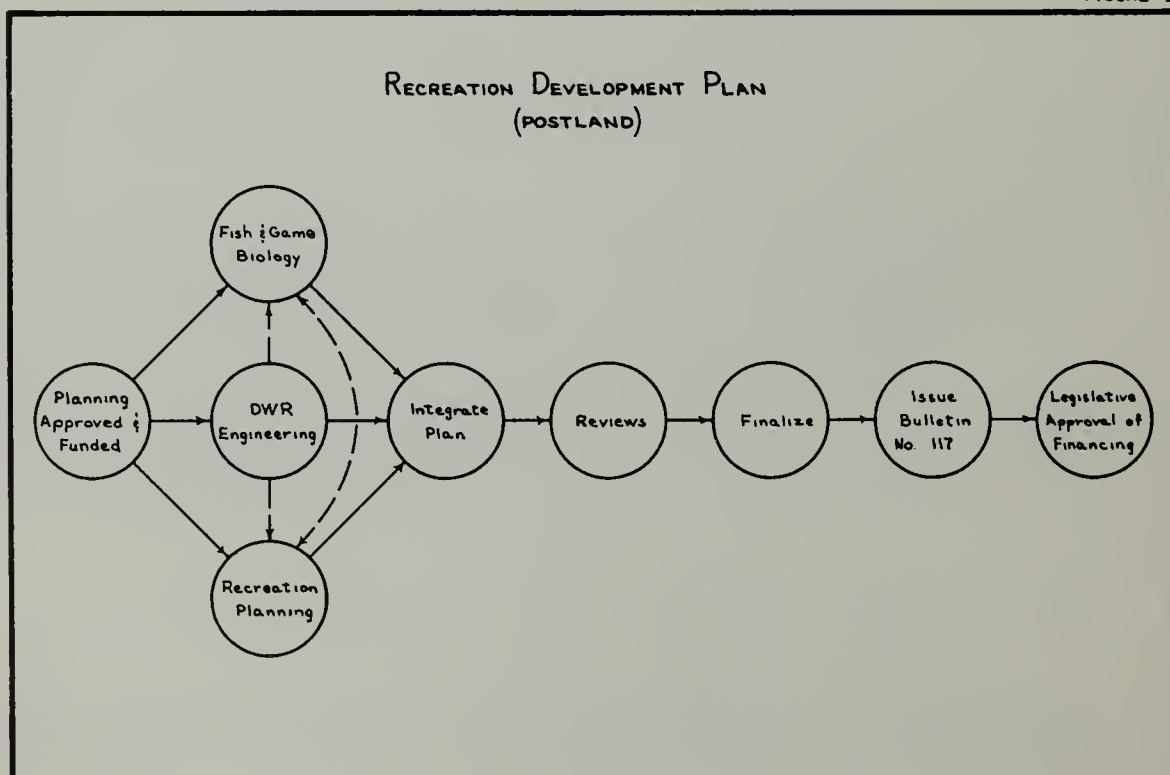 RECREATION DEVELOPMENT PLAN
(POSTLAND)
Fish & Game
Biology
Planning
Approved &
Funded
DWR
Engineering
Integrate
Plan
Reviews
Finalize
Issue
Bulletin
No. 117
Legislative
Approval of
Financing
Recreation
Planning